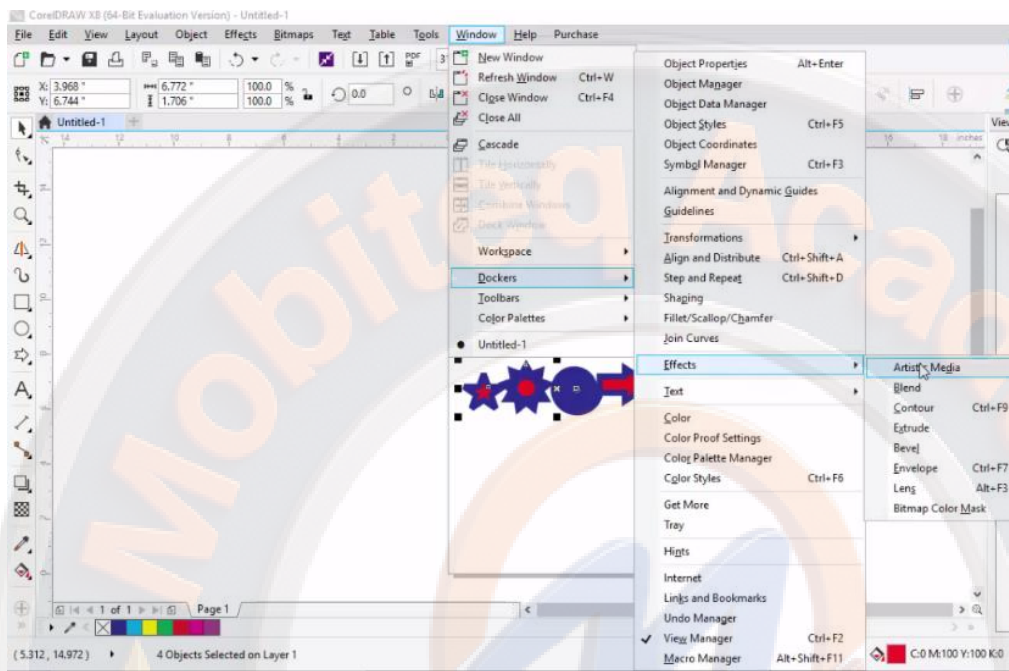 CorelDRAW X8 (64-Bit Evaluation Version) - Untitled-1
File Edit View Layout Object Effects Bitmaps Text Table Tools Window Help Purchase
PDF
X: 3.968 " 6.772 " 100.0 % 0.0
Y: 6.744 " 1.706 " 100.0 %
Untitled-1
inches
New Window
Refresh Window Ctrl+W
Close Window Ctrl+F4
Close All
Cascade
Tile Horizontally
Tile Vertically
Combine Windows
Dock Window
Workspace
Dockers
Toolbars
Color Palettes
Untitled-1
Object Properties Alt+Enter
Object Manager
Object Data Manager
Object Styles Ctrl+F5
Object Coordinates
Symbol Manager Ctrl+F3
Alignment and Dynamic Guides
Guidelines
Transformations
Align and Distribute Ctrl+Shift+A
Step and Repeat Ctrl+Shift+D
Shaping
Fillet/Scallop/Chamfer
Join Curves
Effects
Text
Color
Color Proof Settings
Color Palette Manager
Color Styles Ctrl+F6
Get More
Tray
Hints
Internet
Links and Bookmarks
Undo Manager
View Manager Ctrl+F2
Macro Manager Alt+Shift+F11
Artistic Media
Blend
Contour Ctrl+F9
Extrude
Bevel
Envelope Ctrl+F7
Lens Alt+F3
Bitmap Color Mask
View
Mobiteq Acad
1 of 1 Page 1
(5.312, 14.972) 4 Objects Selected on Layer 1 C:0 M:100 Y:100 K:0